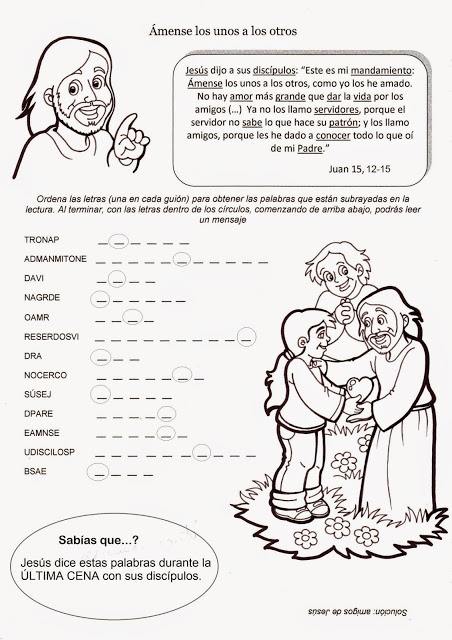 Ámense los unos a los otros
Jesús dijo a sus discípulos: “Este es mi mandamiento:
Ámense los unos a los otros, como yo los he amado.
No hay amor más grande que dar la vida por los
amigos (...) Ya no los llamo servidores, porque el
servidor no sabe lo que hace su patrón; y los llamo
amigos, porque les he dado a conocer todo lo que oí
de mi Padre.”
Juan 15, 12-15
Ordena las letras (una en cada guión) para obtener las palabras que están subrayadas en la
lectura. Al terminar, con las letras dentro de los círculos, comenzando de arriba abajo, podrás leer
un mensaje
TRONAP
ADMANMITONE
DAVI
NAGRDE
OAMR
RESERDOSVI
DRA
NOCERCO
SÚSEJ
DPARE
EAMNSE
UDISCILOSP
BSAE
Sabías que...?
Jesús dice estas palabras durante la
ÚLTIMA CENA con sus discípulos.
Solución: amigos de Jesús